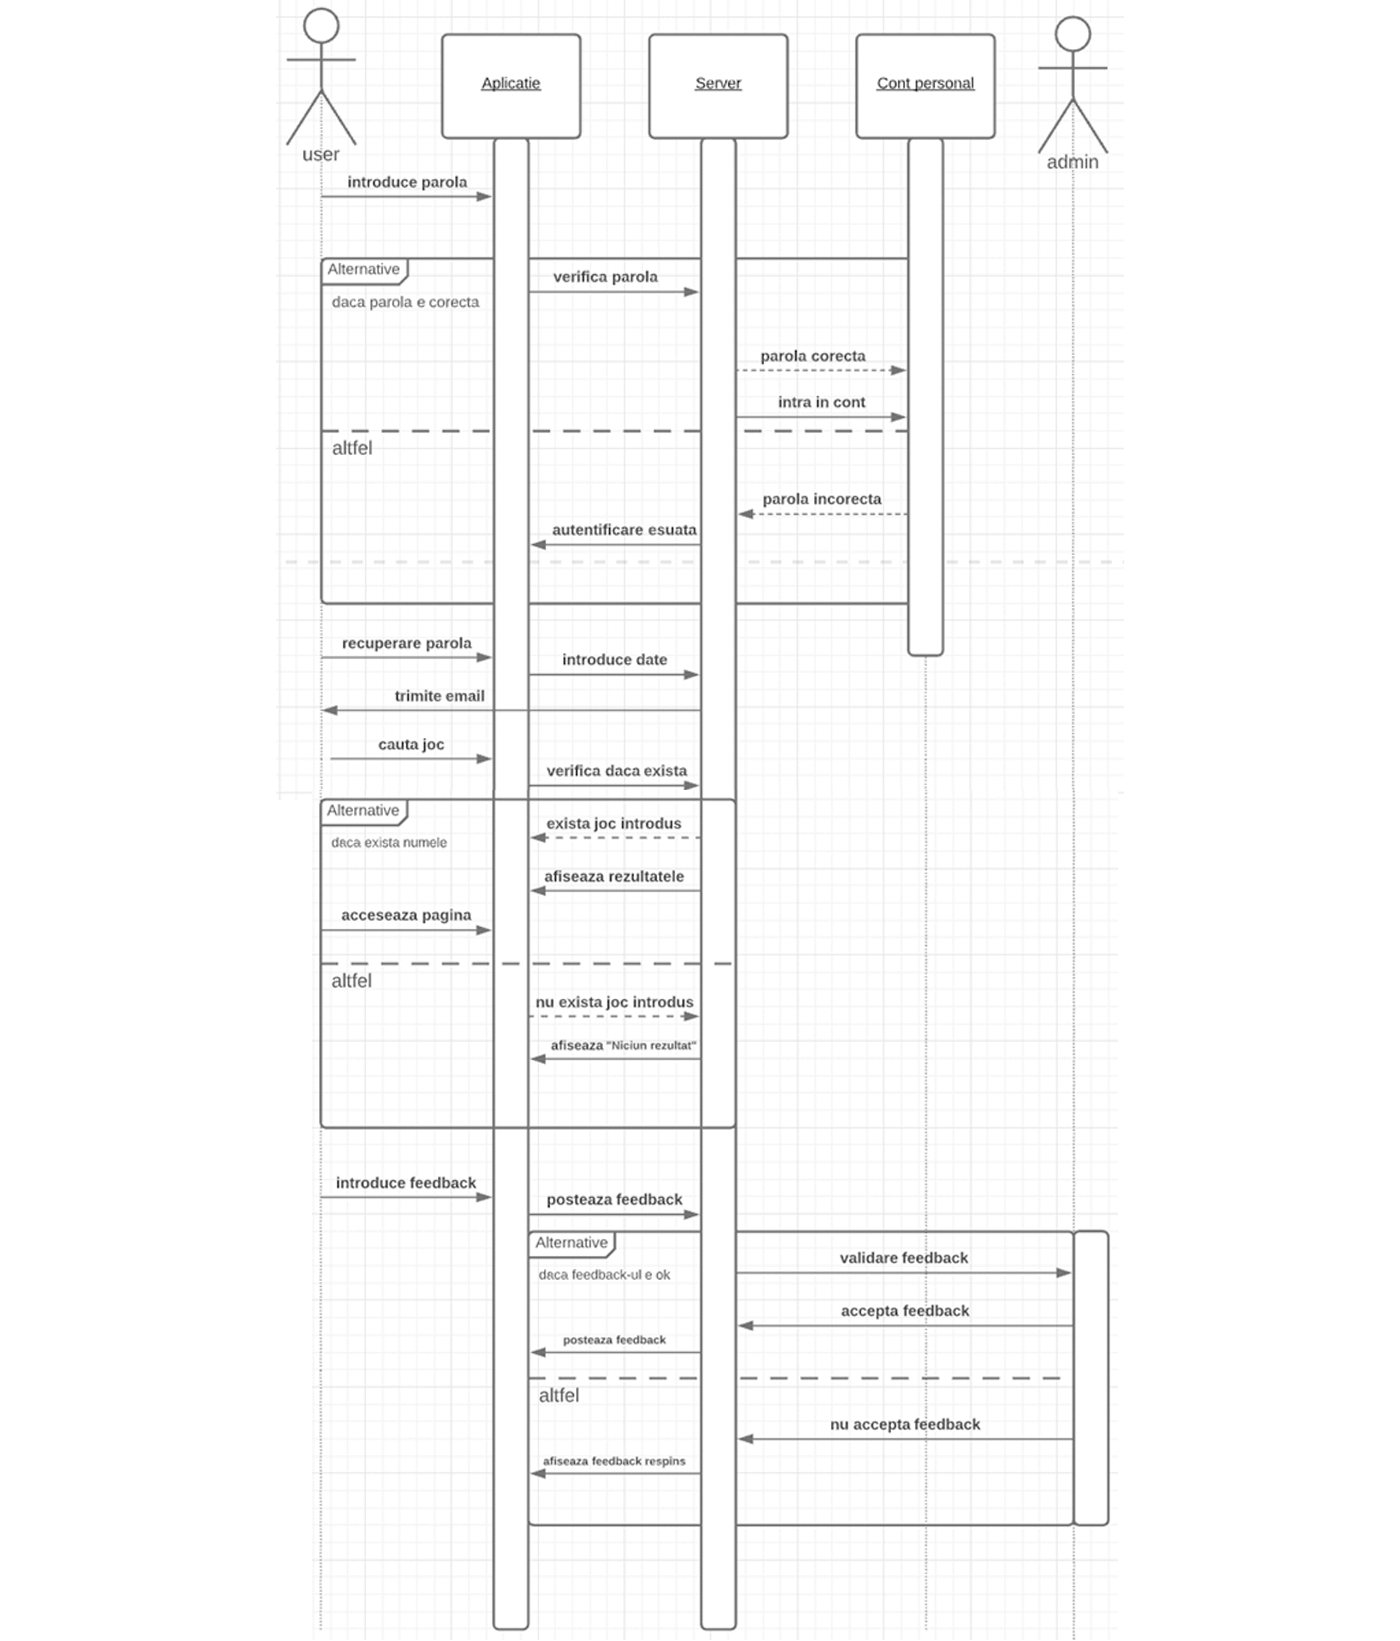 Aplicatie
Server
Cont personal
user
admin
introduce parola
Alternative
verifica parola
daca parola e corecta
parola corecta
intra in cont
altfel
parola incorecta
autentificare esuata
recuperare parola
introduce date
trimite email
cauta joc
verifica daca exista
Alternative
exista joc introdus
daca exista numele
afiseaza rezultatele
acceseaza pagina
altfel
nu exista joc introdus
afiseaza "Niciun rezultat"
introduce feedback
posteaza feedback
Alternative
validare feedback
daca feedback-ul e ok
accepta feedback
posteaza feedback
altfel
nu accepta feedback
afiseaza feedback respins